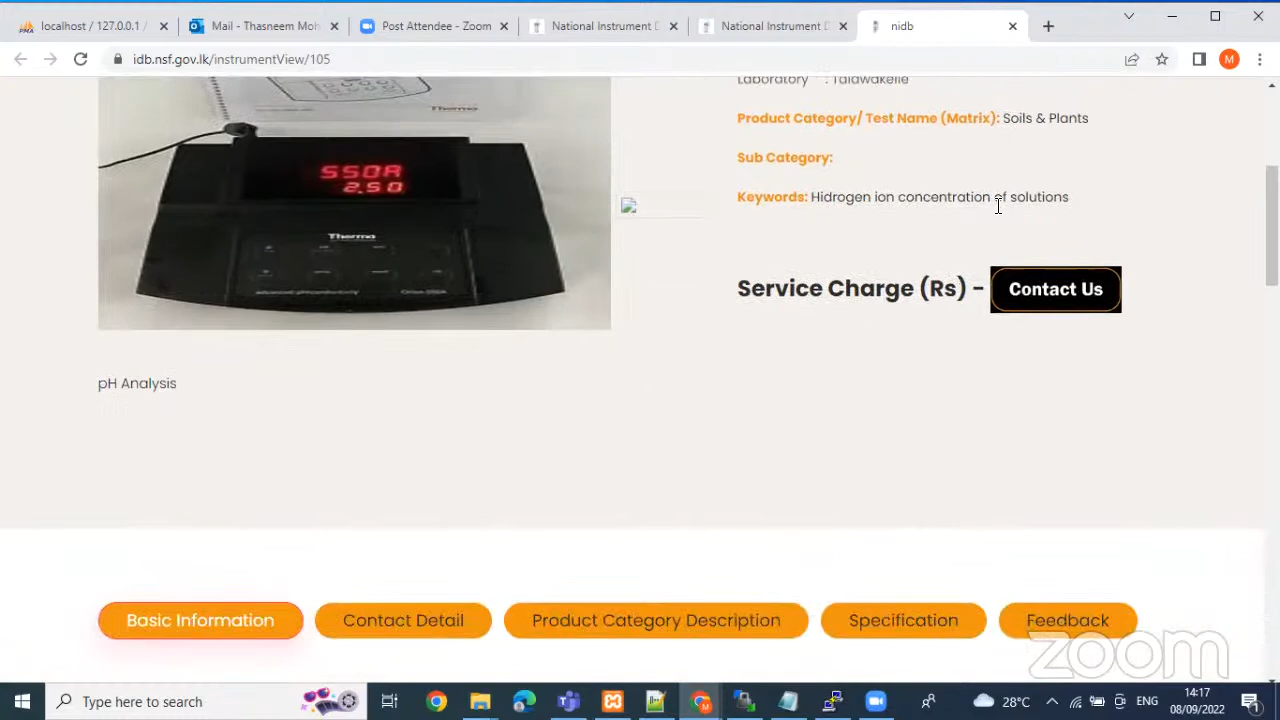 localhost / 127.0.0.1 /
Mail - Thasneem Moh
Post Attendee - Zoom
National Instrument D
National Instrument D
nidb
idb.nsf.gov.lk/instrumentView/105
M
Laboratory : Talawakelle
Thermo
Product Category/ Test Name (Matrix): Soils & Plants
Sub Category:
Keywords: Hidrogen ion concentration of solutions
550A
2.50
Thermo
Service Charge (Rs) - Contact Us
pH Analysis
Basic Information
Contact Detail
Product Category Description
Specification
Feedback
zoom
Type here to search
28°C
ENG
14:17
08/09/2022